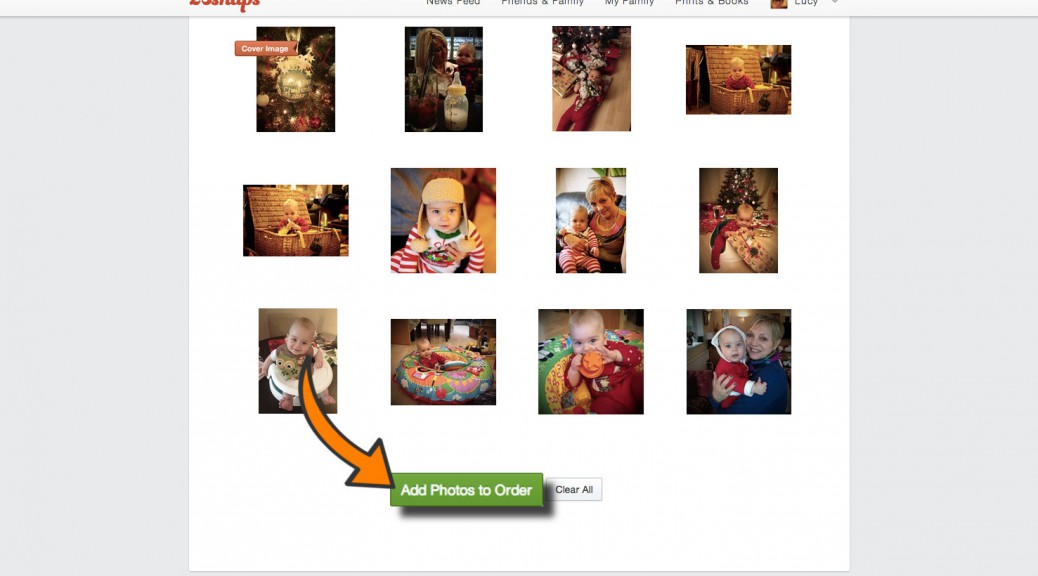 23snaps
News Feed Friends & Family My Family Prints & Books Lucy
Cover Image
Add Photos to Order Clear All